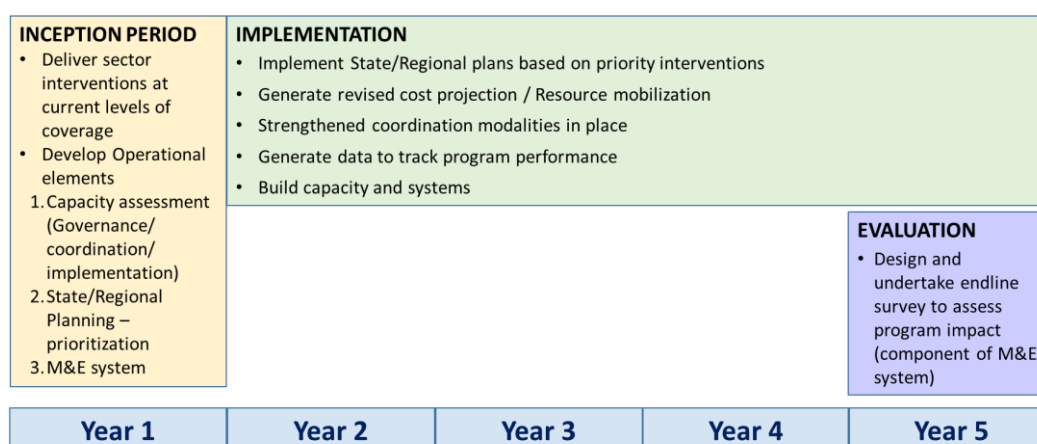 INCEPTION PERIOD
• Deliver sector
interventions at
current levels of
coverage
• Develop Operational
elements
1. Capacity assessment
(Governance/
coordination/
implementation)
2. State/Regional
Planning –
prioritization
3. M&E system
IMPLEMENTATION
• Implement State/Regional plans based on priority interventions
• Generate revised cost projection / Resource mobilization
• Strengthened coordination modalities in place
• Generate data to track program performance
• Build capacity and systems
EVALUATION
• Design and
undertake endline
survey to assess
program impact
(component of M&E
system)
Year 1
Year 2
Year 3
Year 4
Year 5